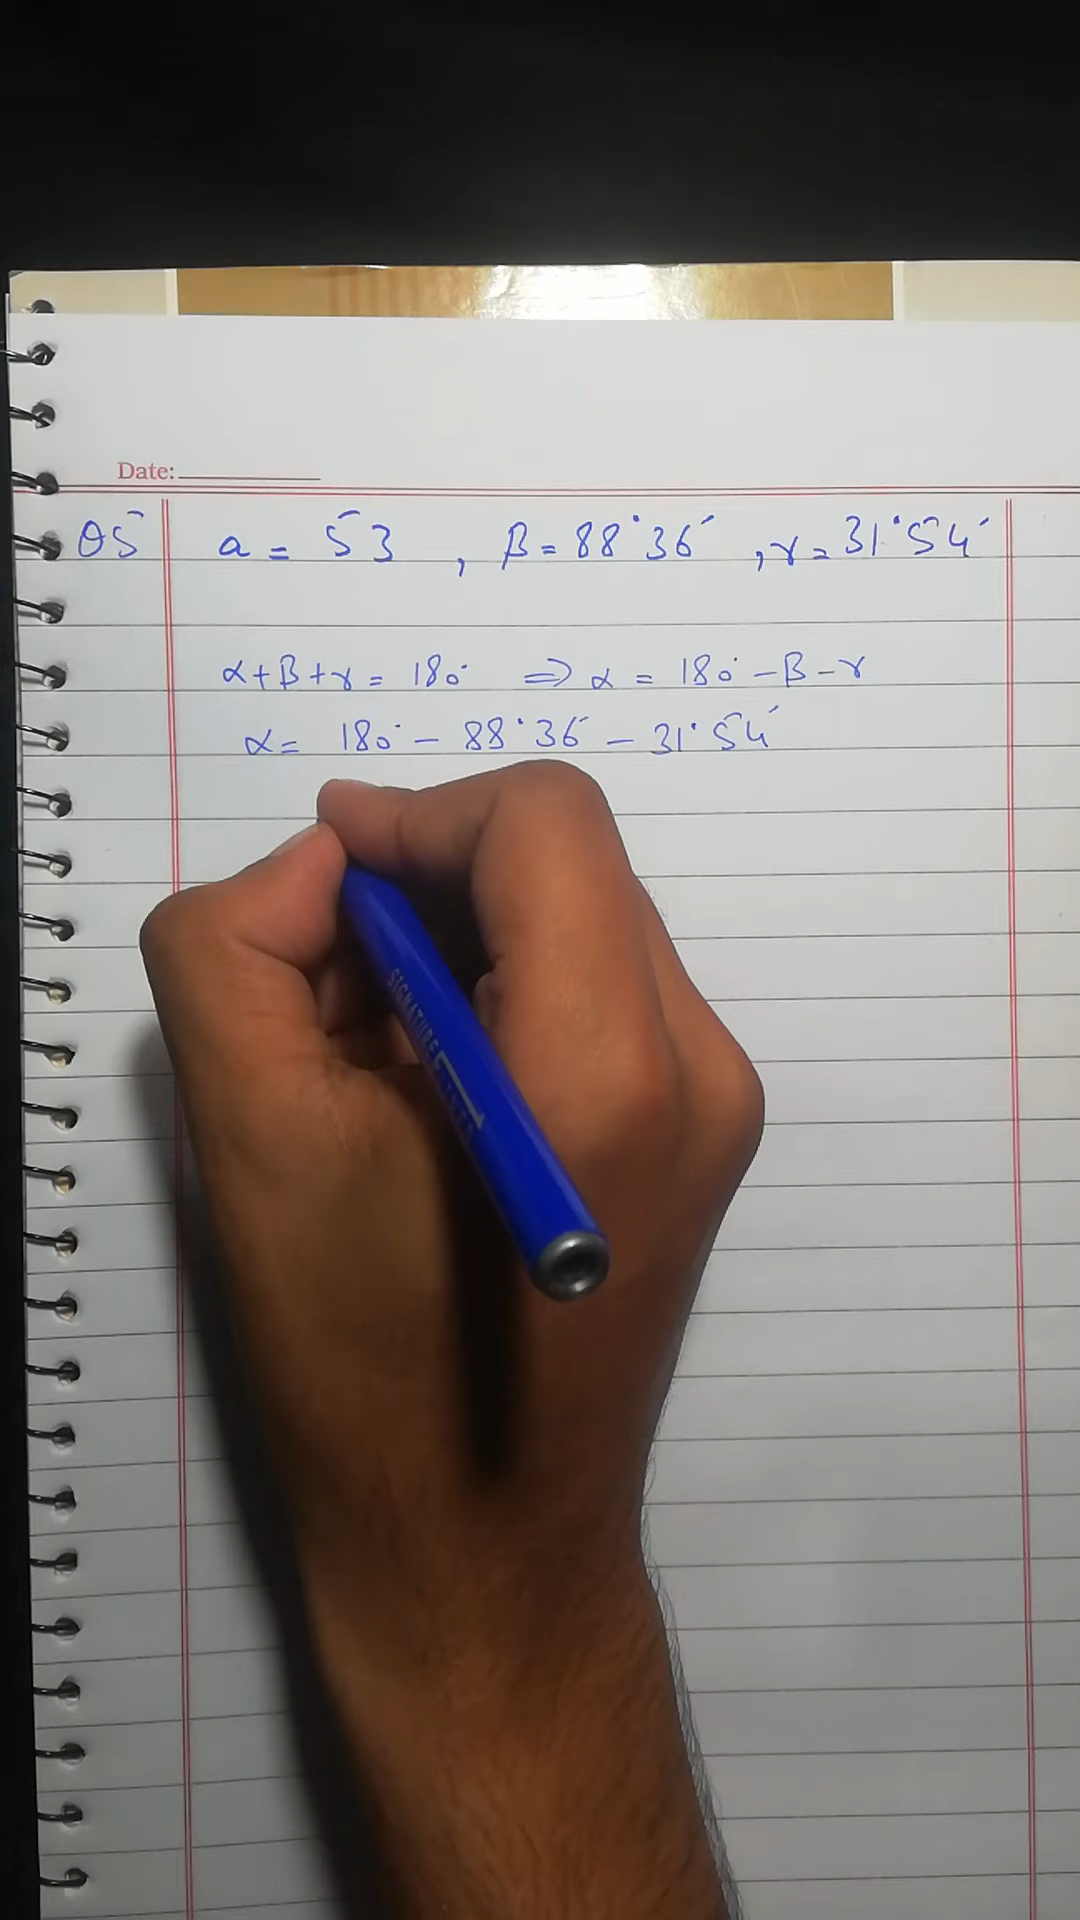 Date:
Q5 a = 53 , β = 88°36′ , γ = 31°54′
α+β+γ = 180° ⇒ α = 180° - β - γ
α = 180° - 88°36′ - 31°54′
SIGNATURE